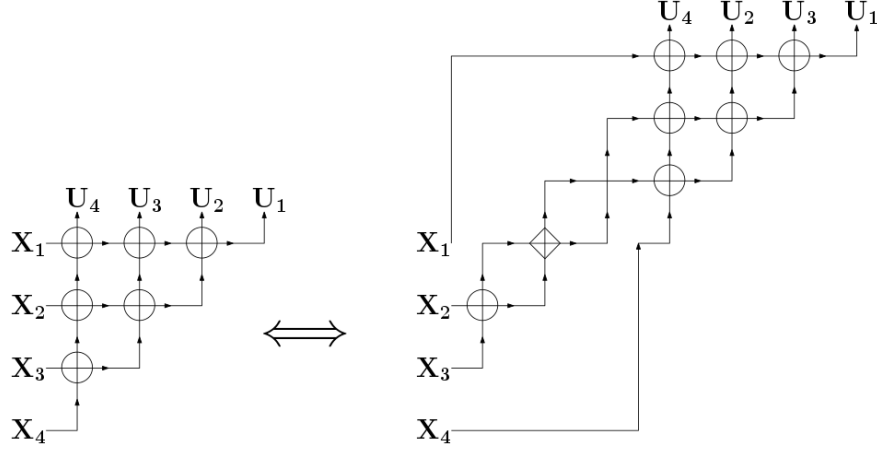 U₄ U₂ U₃ U₁
U₄ U₃ U₂ U₁
X₁ X₁
X₂ X₂
X₃ X₃
X₄ X₄